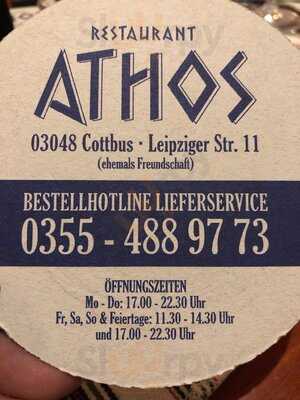 RESTAURANT
ATHOS
03048 Cottbus · Leipziger Str. 11
(ehemals Freundschaft)
BESTELLHOTLINE LIEFERSERVICE
0355 - 488 97 73
ÖFFNUNGSZEITEN
Mo - Do: 17.00 - 22.30 Uhr
Fr, Sa, So & Feiertage: 11.30 - 14.30 Uhr
und 17.00 - 22.30 Uhr